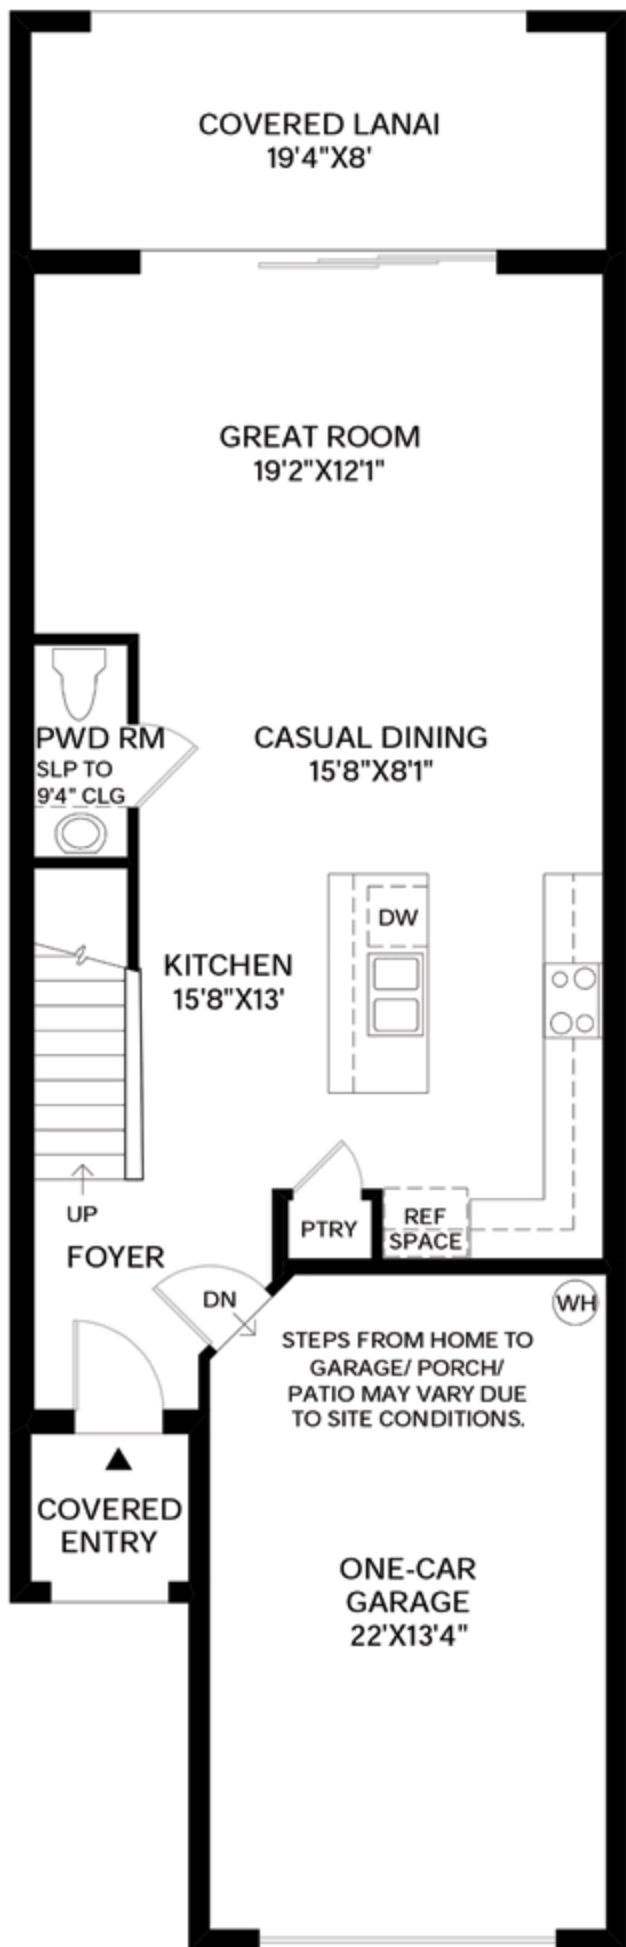 COVERED LANAI
19'4"X8'
GREAT ROOM
19'2"X12'1"
PWD RM
SLP TO
9'4" CLG
CASUAL DINING
15'8"X8'1"
DW
KITCHEN
15'8"X13'
UP
FOYER
PTRY
REF
SPACE
DN
WH
STEPS FROM HOME TO
GARAGE/ PORCH/
PATIO MAY VARY DUE
TO SITE CONDITIONS.
COVERED
ENTRY
ONE-CAR
GARAGE
22'X13'4"